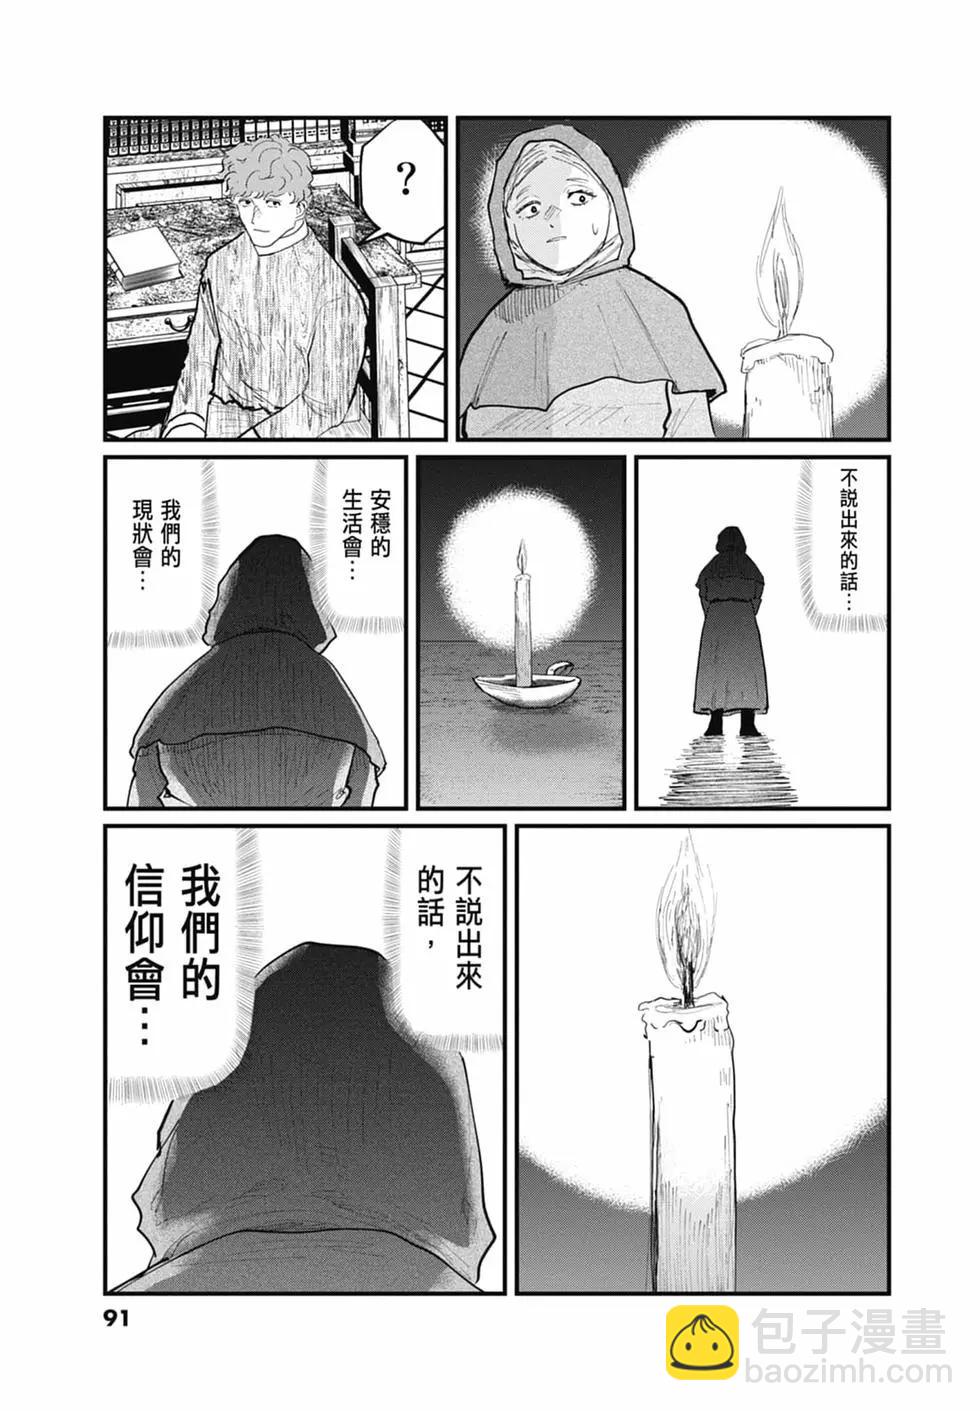 ?
不說出來的話…
安穩的
生活會…
我們的
現狀會…
不說出來
的話，
我們的
信仰會…
91
包子漫畫
baozimh.com